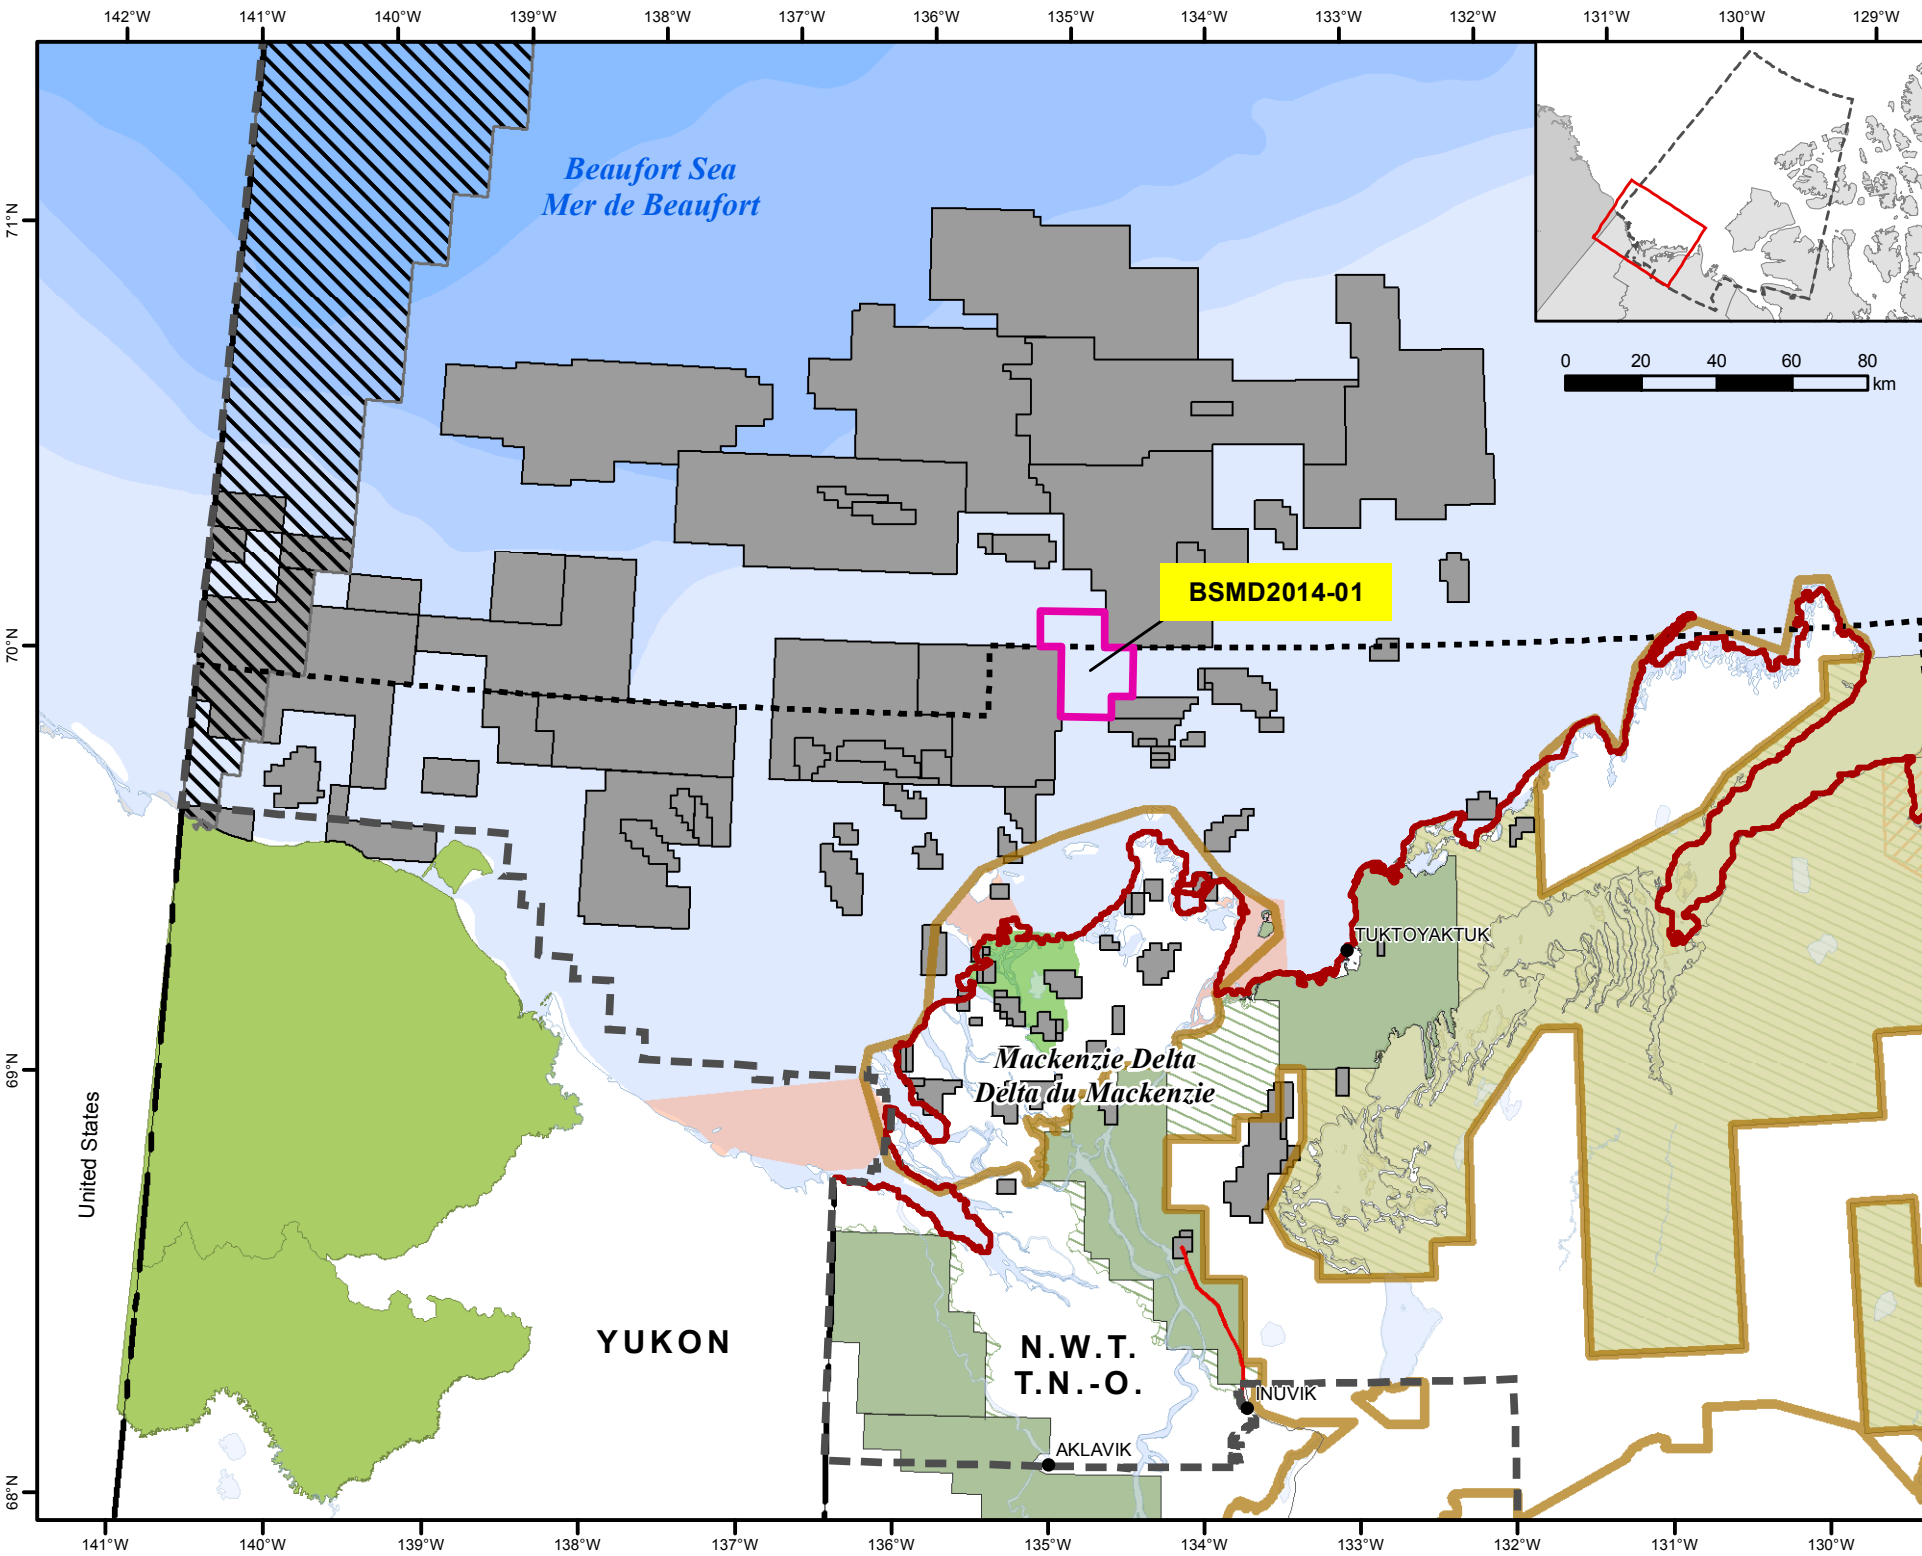 142°W 141°W 140°W 139°W 138°W 137°W 136°W 135°W 134°W 133°W 132°W 131°W 130°W 129°W
Beaufort Sea
Mer de Beaufort
71°N
0 20 40 60 80
km
BSMD2014-01
70°N
TUKTOYAKTUK
69°N
Mackenzie Delta
Delta du Mackenzie
United States
YUKON
N.W.T.
T.N.-O.
INUVIK
AKLAVIK
68°N
141°W 140°W 139°W 138°W 137°W 136°W 135°W 134°W 133°W 132°W 131°W 130°W